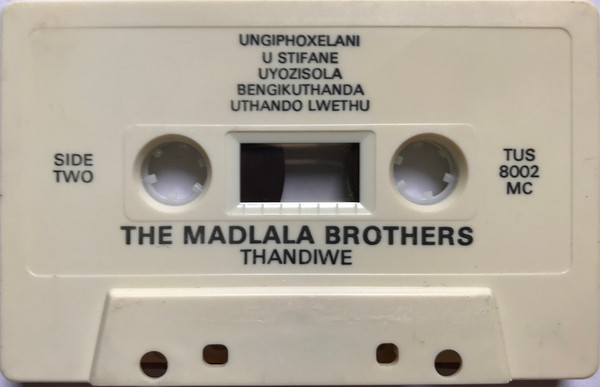 UNGIPHOXELANI
U STIFANE
UYOZISOLA
BENGIKUTHANDA
UTHANDO LWETHU
SIDE
TWO
TUS
8002
MC
THE MADLALA BROTHERS
THANDIWE